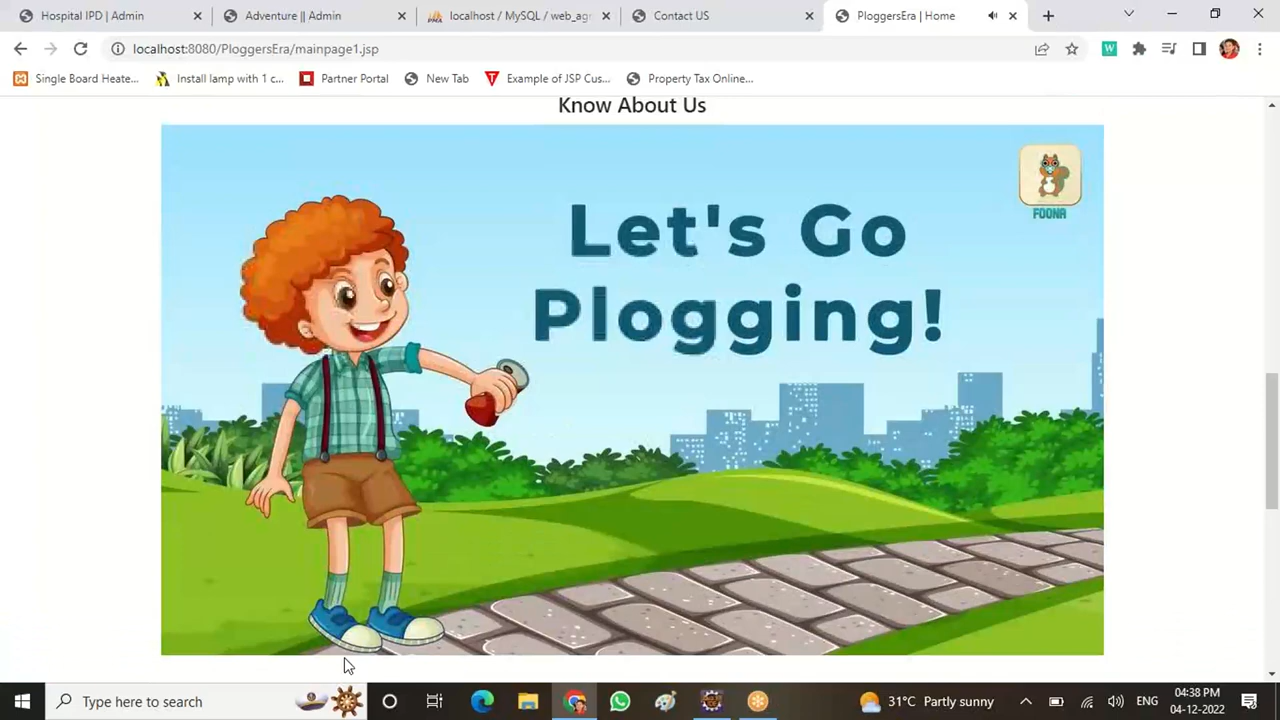 Hospital IPD | Admin
Adventure || Admin
localhost / MySQL / web_age
Contact US
PloggersEra | Home
localhost:8080/PloggersEra/mainpage1.jsp
Single Board Heate...
Install lamp with 1 c...
Partner Portal
New Tab
Example of JSP Cus...
Property Tax Online...
Know About Us
Let's Go
Plogging!
FOONA
Type here to search
31°C Partly sunny
ENG
04:38 PM
04-12-2022